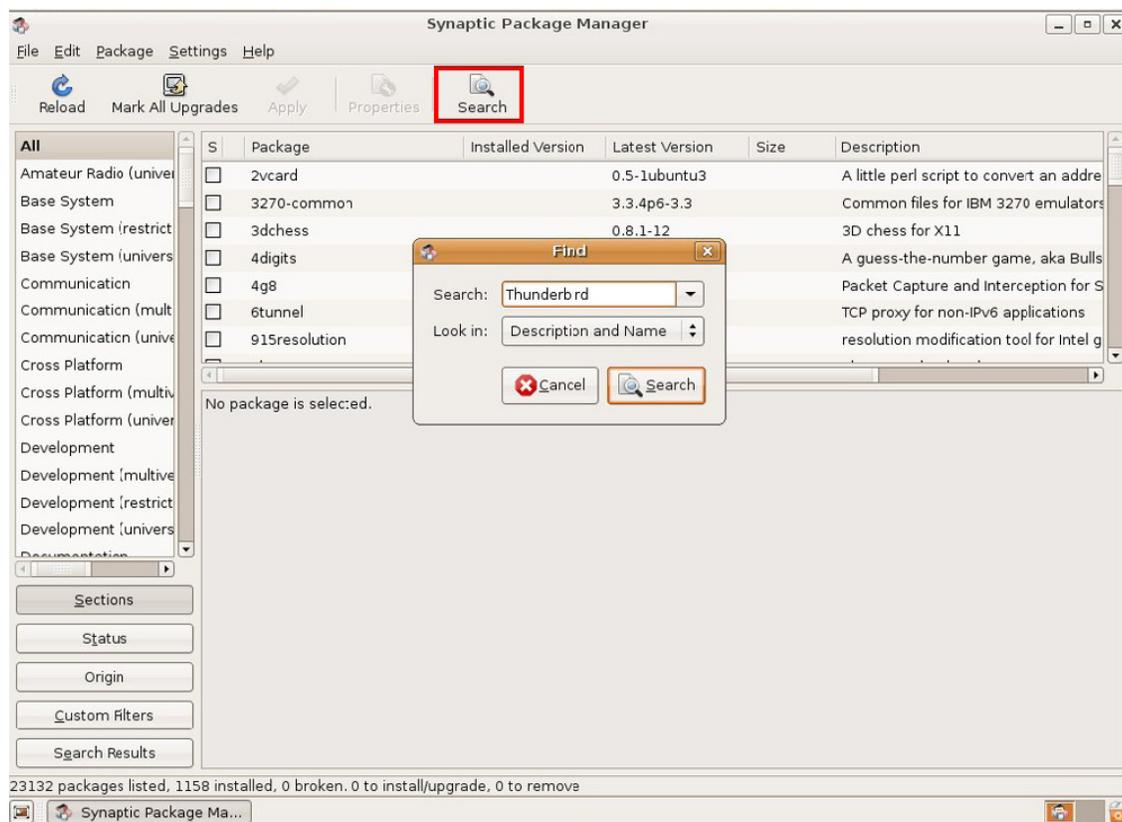 Synaptic Package Manager
File Edit Package Settings Help
Reload Mark All Upgrades Apply Properties Search
All
Amateur Radio (univer
Base System
Base System (restrict
Base System (univers
Communication
Communication (mult
Communication (unive
Cross Platform
Cross Platform (multiv
Cross Platform (univer
Development
Development (multive
Development (restrict
Development (univers
Documentation
Sections
Status
Origin
Custom Filters
Search Results
S Package Installed Version Latest Version Size Description
2vcard 0.5-1ubuntu3 A little perl script to convert an addre
3270-common 3.3.4p6-3.3 Common files for IBM 3270 emulators
3dchess 0.8.1-12 3D chess for X11
4digits A guess-the-number game, aka Bulls
4g8 Packet Capture and Interception for S
6tunnel TCP proxy for non-IPv6 applications
915resolution resolution modification tool for Intel g
Find
Search: Thunderbird
Look in: Description and Name
Cancel Search
No package is selected.
23132 packages listed, 1158 installed, 0 broken. 0 to install/upgrade, 0 to remove
Synaptic Package Ma...